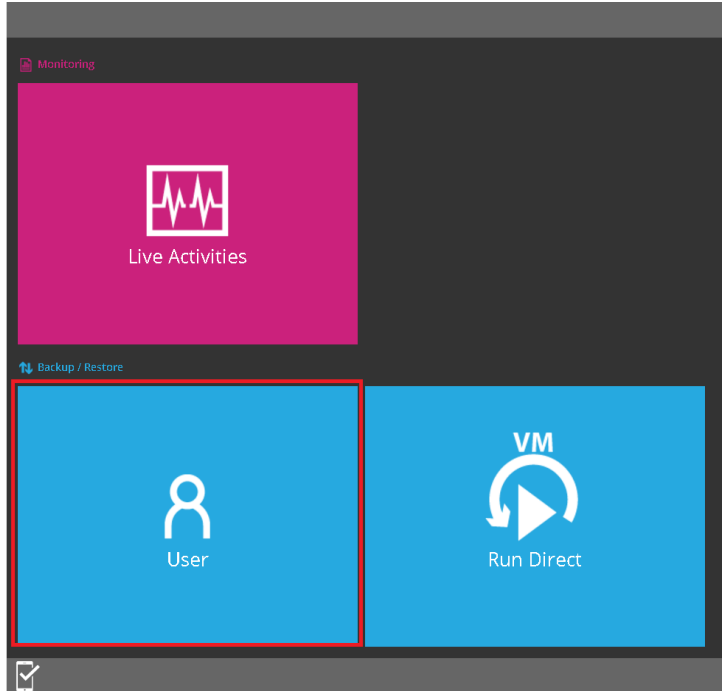 Monitoring
Live Activities
Backup / Restore
User
VM
Run Direct